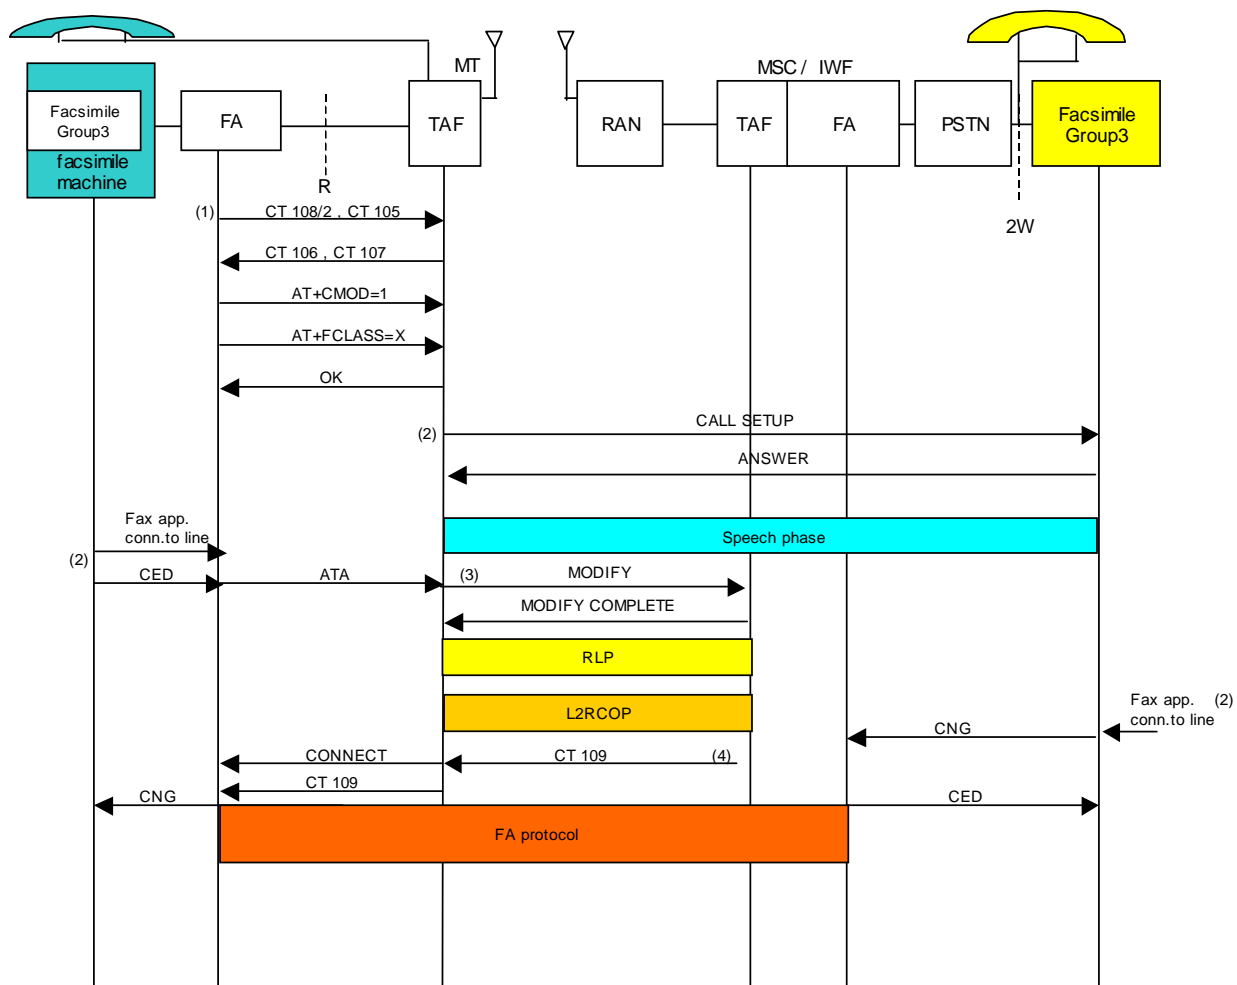 MT
MSC / IWF
Facsimile
Group3
facsimile
machine
FA
TAF
RAN
TAF
FA
PSTN
Facsimile
Group3
R
2W
(1)
CT 108/2 , CT 105
CT 106 , CT 107
AT+CMOD=1
AT+FCLASS=X
OK
(2)
CALL SETUP
ANSWER
Fax app.
conn.to line
Speech phase
(2)
CED
ATA
(3)
MODIFY
MODIFY COMPLETE
RLP
L2RCOP
Fax app. (2)
conn.to line
CNG
CONNECT
CT 109
(4)
CT 109
CNG
CED
FA protocol